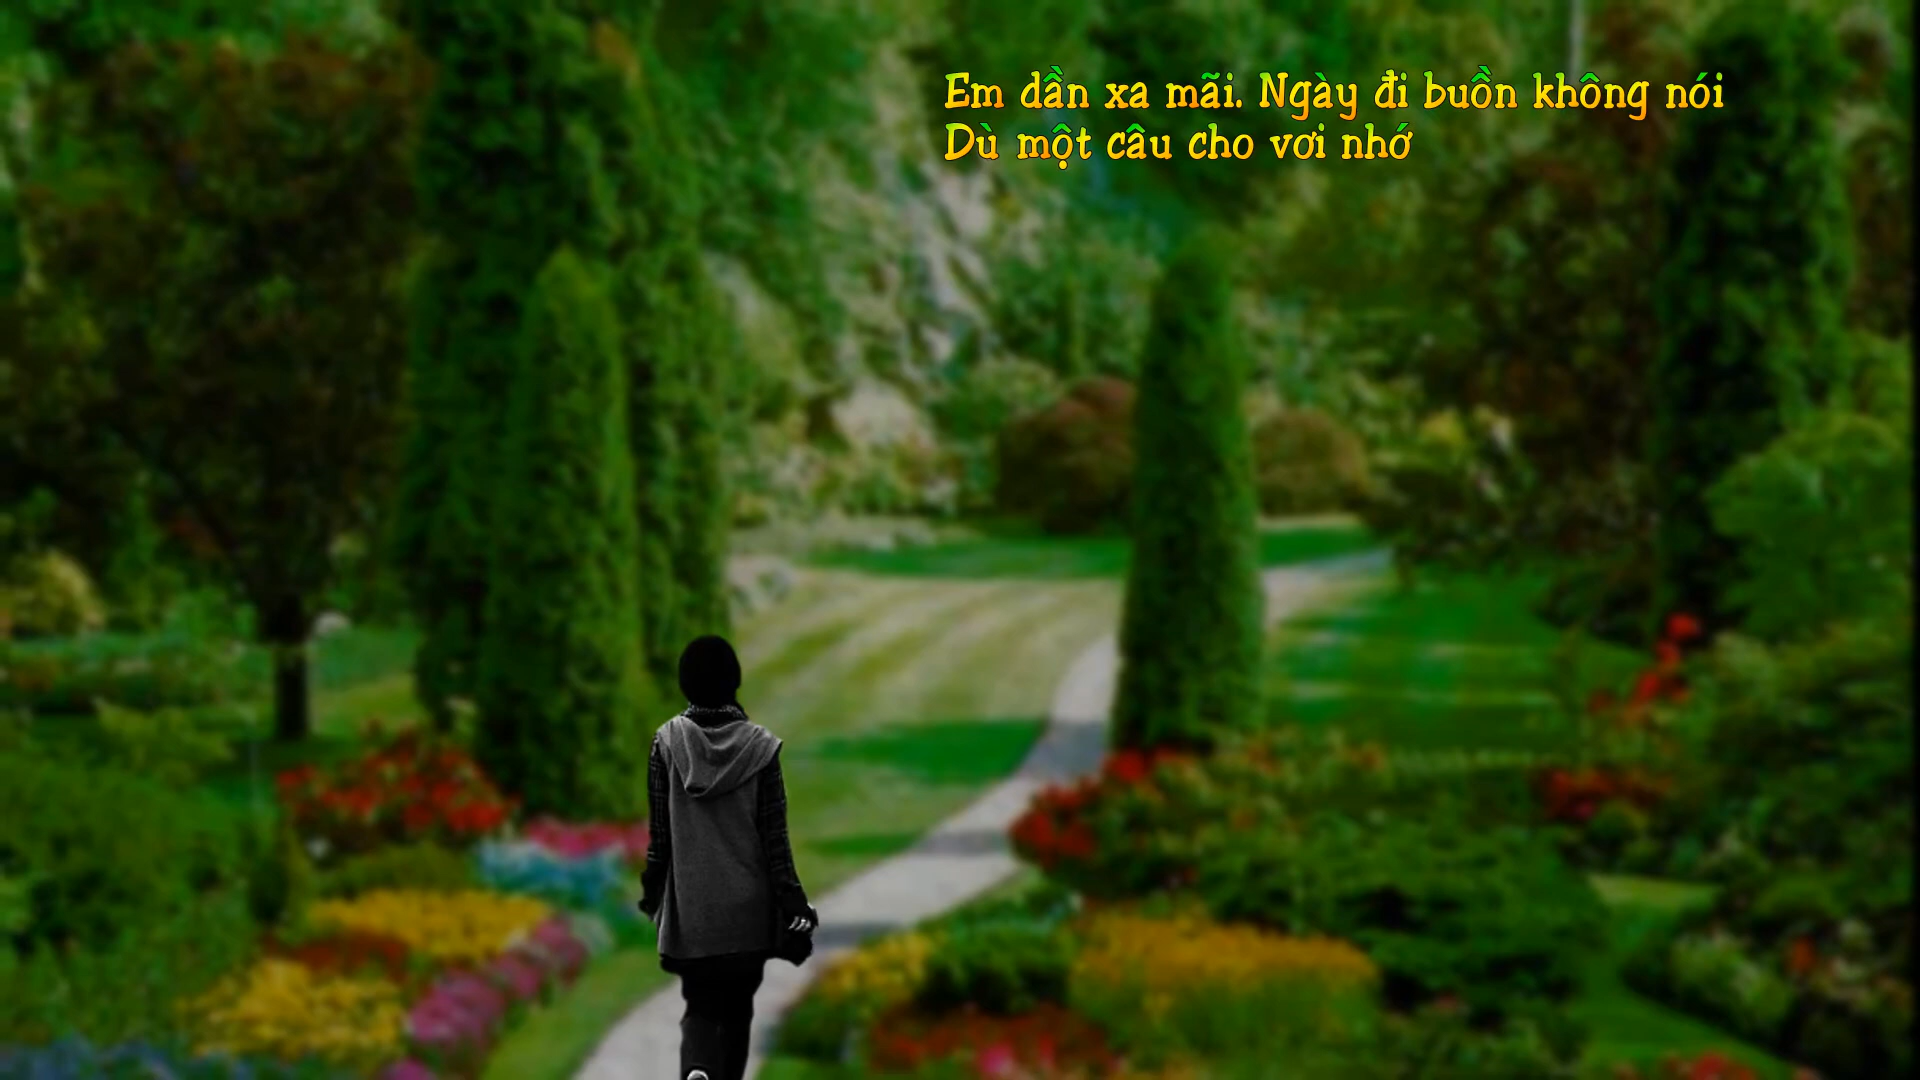 Em dần xa mãi. Ngày đi buồn không nói
Dù một câu cho vơi nhớ